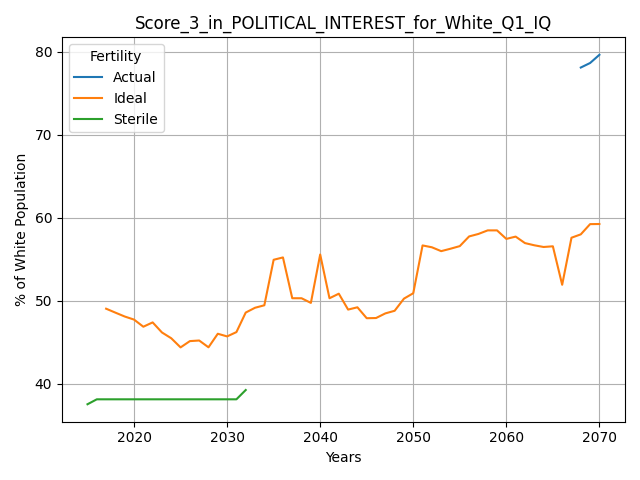 Score_3_in_POLITICAL_INTEREST_for_White_Q1_IQ
Fertility
Actual
Ideal
Sterile
% of White Population
80
70
60
50
40
2020 2030 2040 2050 2060 2070
Years